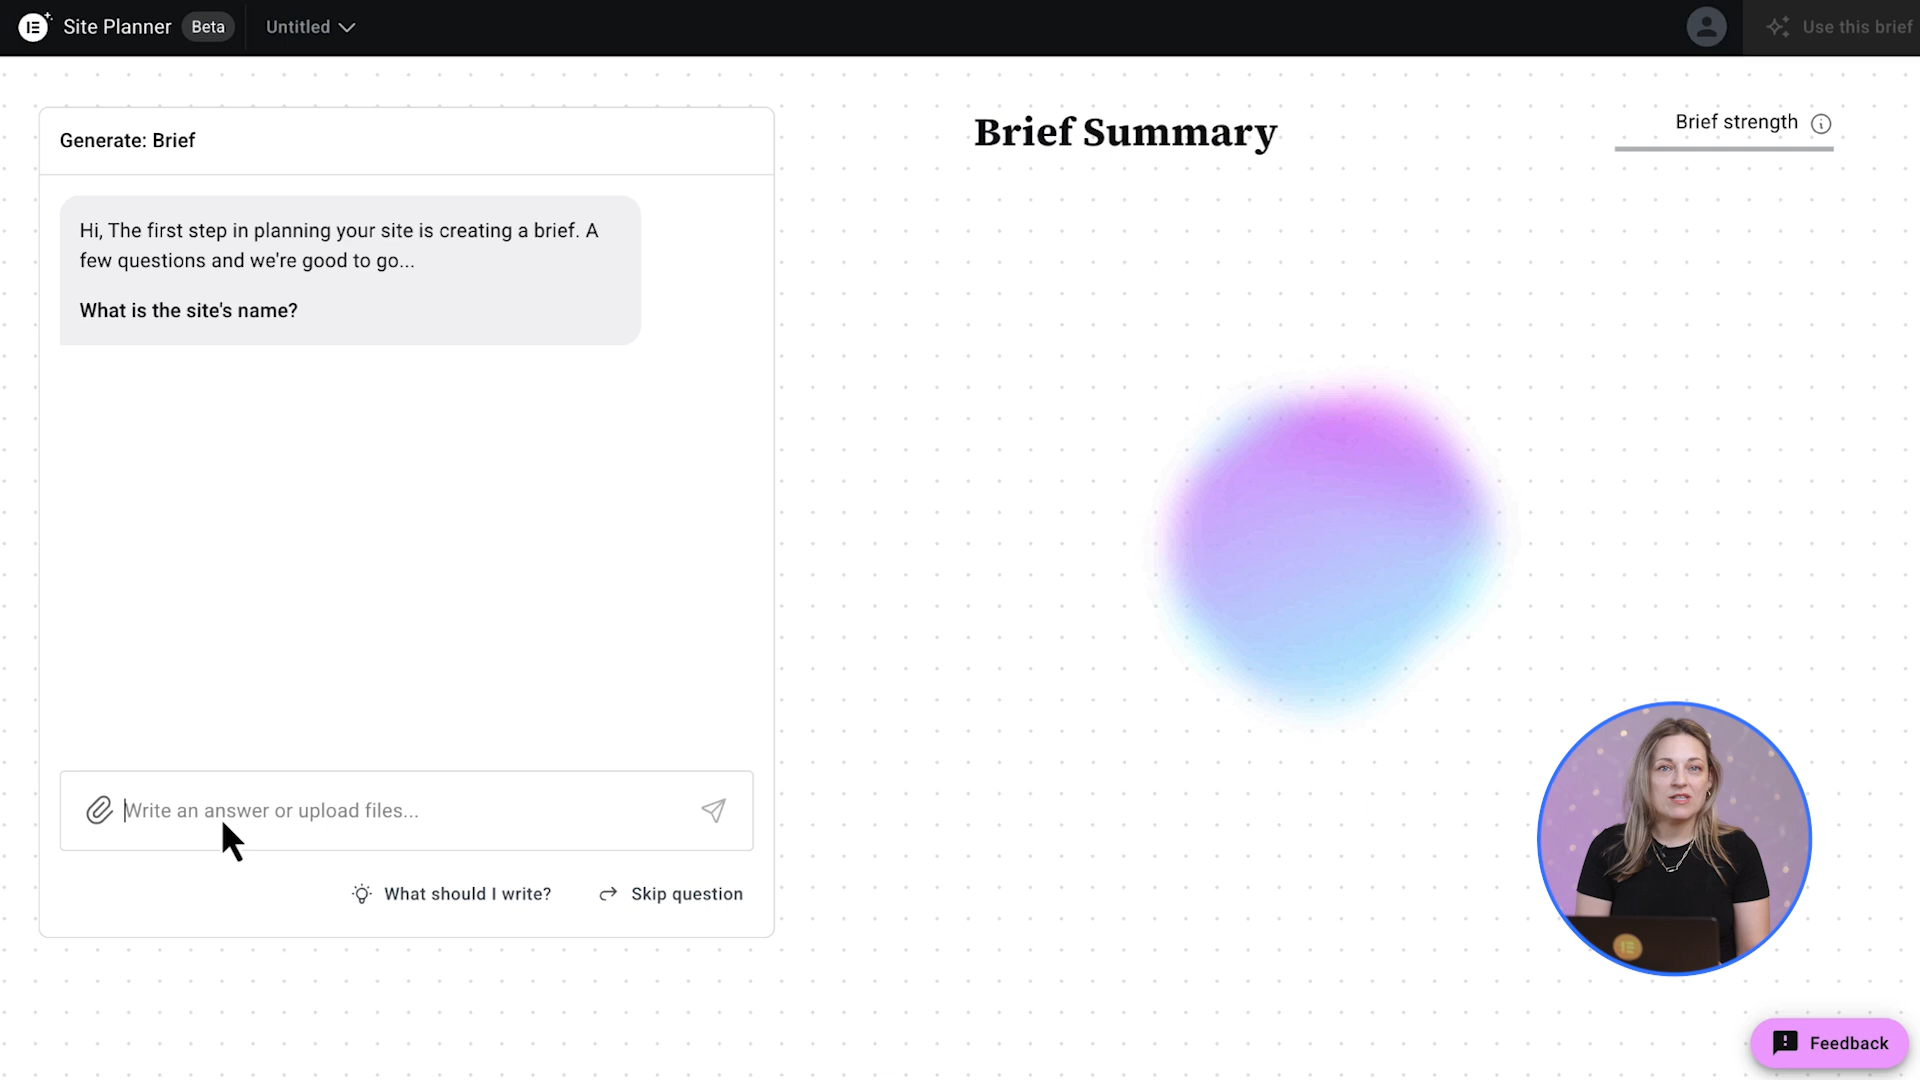 Site Planner
Beta
Untitled
Use this brief
Generate: Brief
Hi, The first step in planning your site is creating a brief. A
few questions and we're good to go...
What is the site's name?
Write an answer or upload files...
What should I write?
Skip question
Brief Summary
Brief strength
Feedback